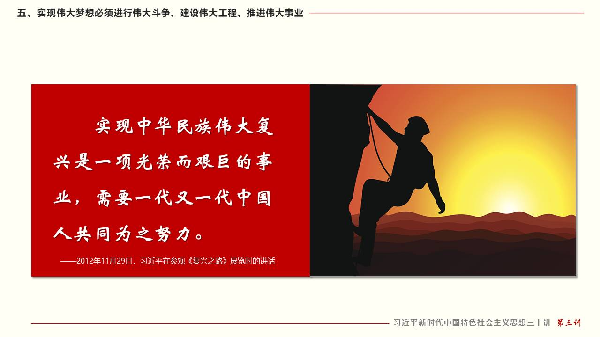 五、实现伟大梦想必须进行伟大斗争、建设伟大工程、推进伟大事业
实现中华民族伟大复
兴是一项光荣而艰巨的事
业，需要一代又一代中国
人共同为之努力。
——2012年11月29日，习近平在参观《复兴之路》展览时的讲话
习近平新时代中国特色社会主义思想三十讲 第三讲